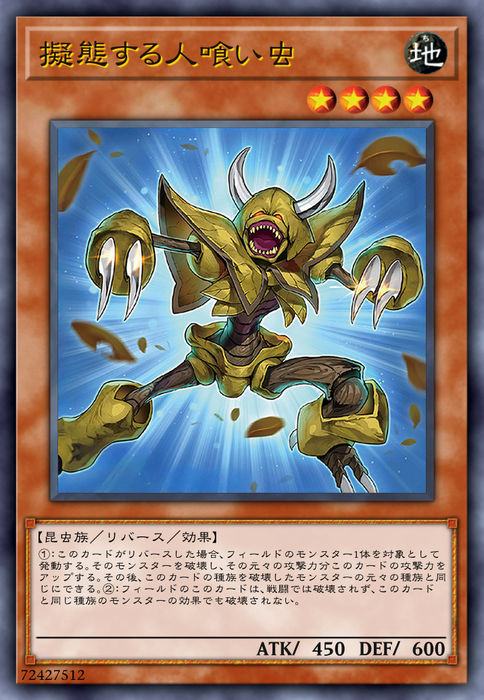 擬態する人喰い虫
ち
地
【昆虫族/リバース/効果】
①:このカードがリバースした場合、フィールドのモンスター1体を対象として
発動する。そのモンスターを破壊し、その元々の攻撃力分このカードの攻撃力を
アップする。その後、このカードの種族を破壊したモンスターの元々の種族と同
じにできる。②:フィールドのこのカードは、戦闘では破壊されず、このカード
と同じ種族のモンスターの効果でも破壊されない。
ATK/ 450 DEF/ 600
72427512